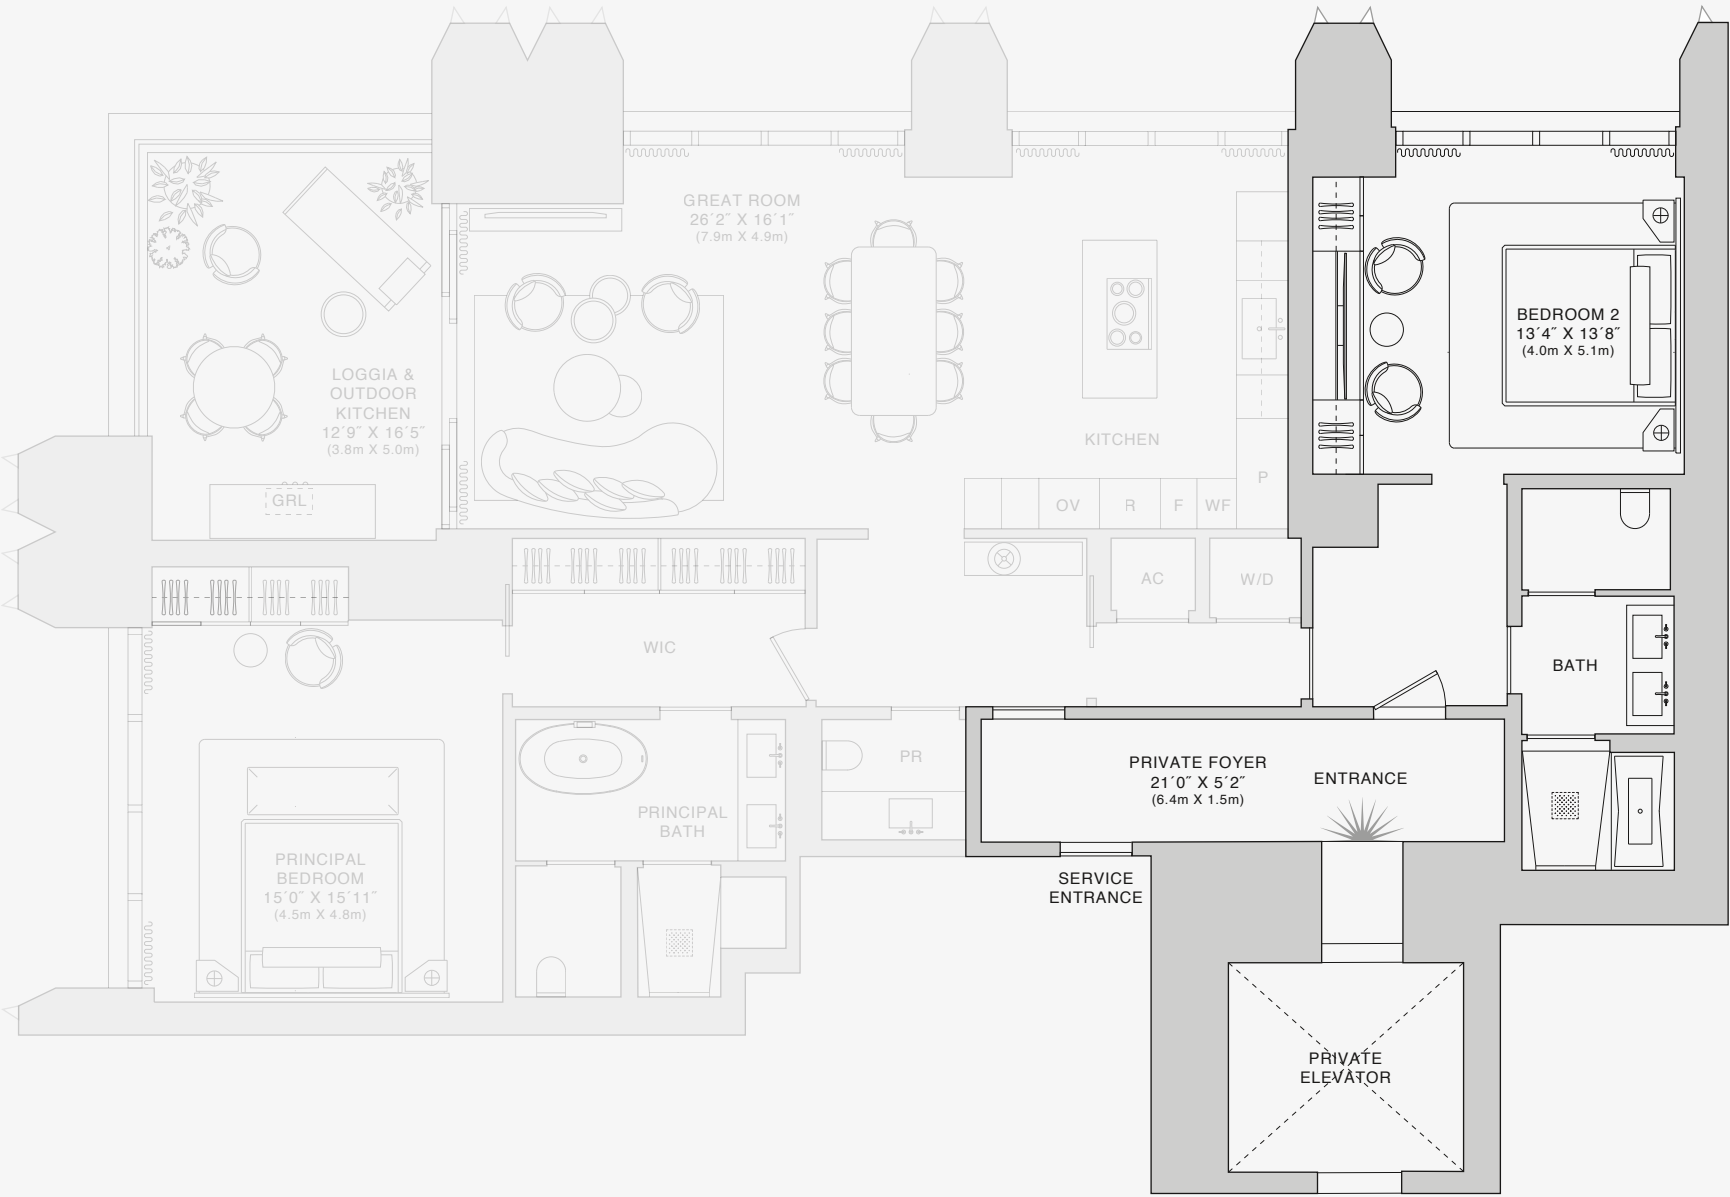 GREAT ROOM
26´2˝ X 16´1˝
(7.9m X 4.9m)
LOGGIA &
OUTDOOR
KITCHEN
12´9˝ X 16´5˝
(3.8m X 5.0m)
GRL
KITCHEN
OV
R
F
WF
P
BEDROOM 2
13´4˝ X 13´8˝
(4.0m X 5.1m)
AC
W/D
WIC
BATH
PR
PRIVATE FOYER
21´0˝ X 5´2˝
(6.4m X 1.5m)
ENTRANCE
PRINCIPAL
BATH
PRINCIPAL
BEDROOM
15´0˝ X 15´11˝
(4.5m X 4.8m)
SERVICE
ENTRANCE
PRIVATE
ELEVATOR